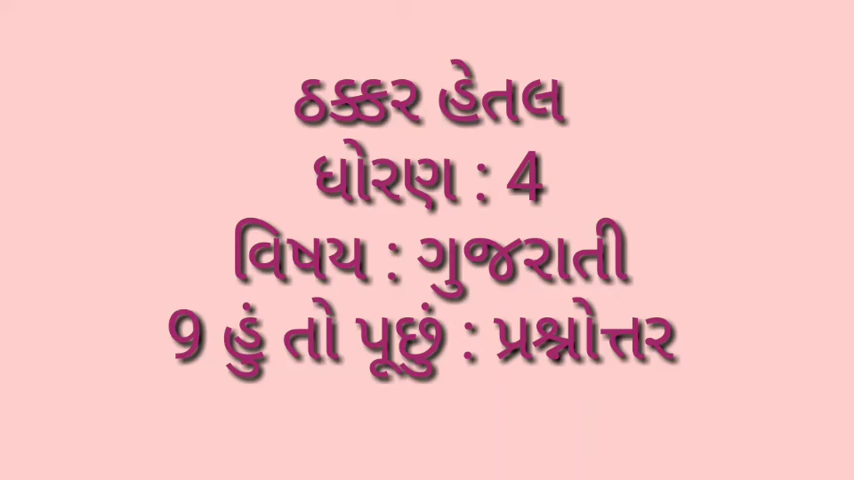 ઠક્કર હેતલ
ધોરણ : 4
વિષય : ગુજરાતી
9 હું તો પૂછું : પ્રશ્નોત્તર